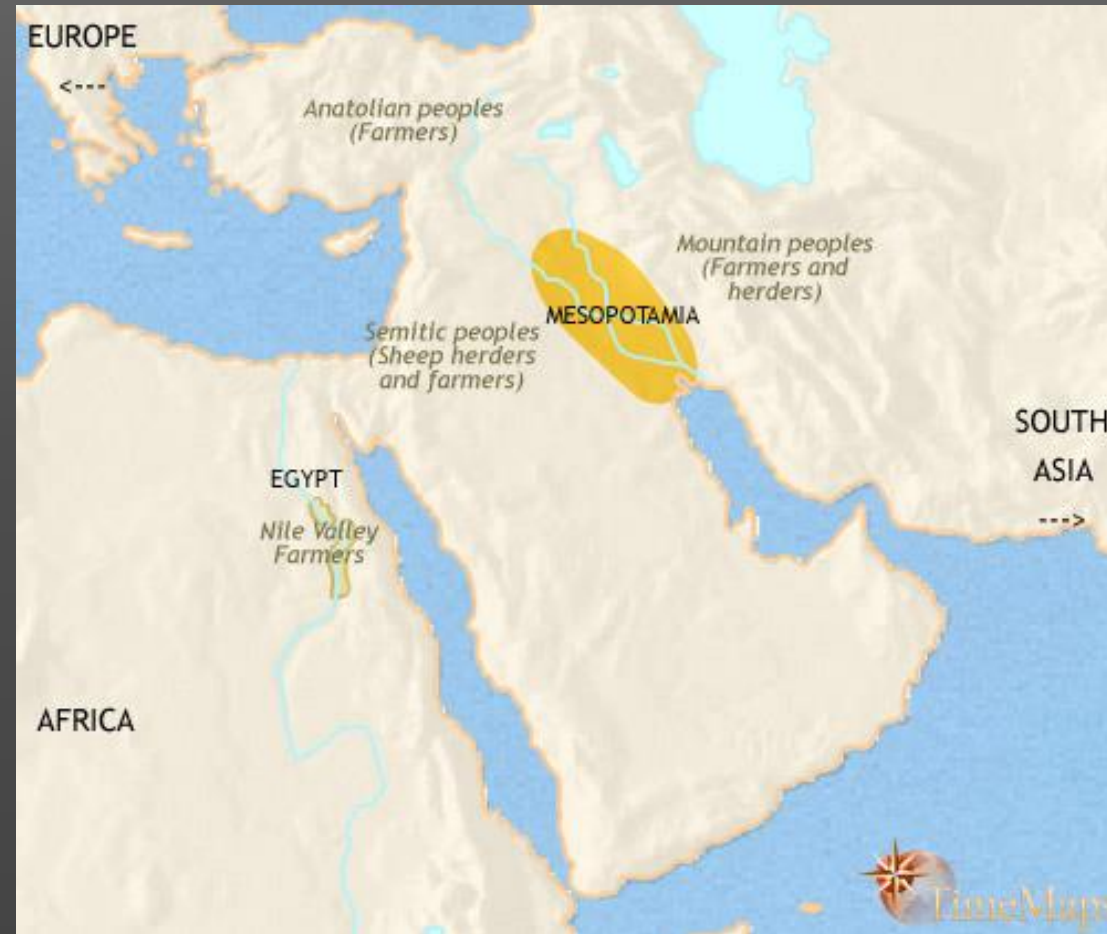 EUROPE
<---
Anatolian peoples
(Farmers)
Mountain peoples
(Farmers and
herders)
MESOPOTAMIA
Semitic peoples
(Sheep herders
and farmers)
SOUTH
ASIA
--->
EGYPT
Nile Valley
Farmers
AFRICA
TimeMaps